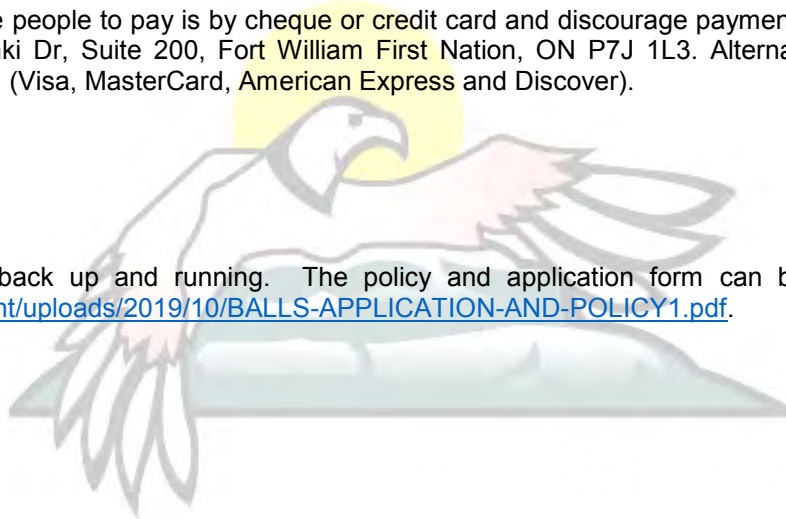 e people to pay is by cheque or credit card and discourage paymen
ki Dr, Suite 200, Fort William First Nation, ON P7J 1L3. Alterna
(Visa, MasterCard, American Express and Discover).
back up and running. The policy and application form can b
nt/uploads/2019/10/BALLS-APPLICATION-AND-POLICY1.pdf.